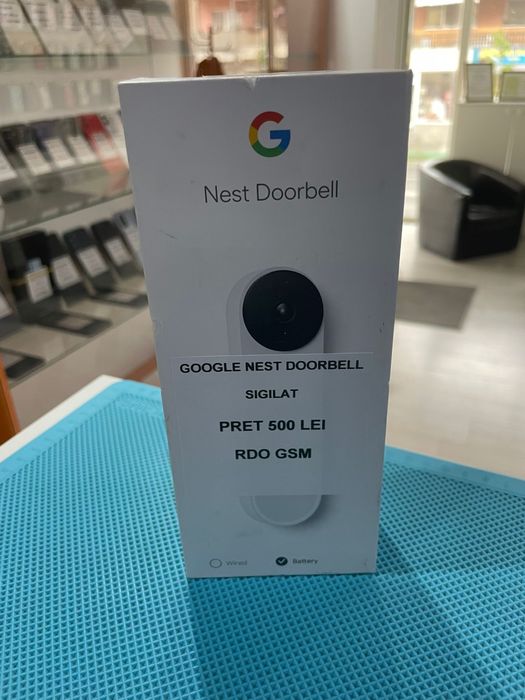 G
Nest Doorbell
GOOGLE NEST DOORBELL
SIGILAT
PRET 500 LEI
RDO GSM
Wired
Battery